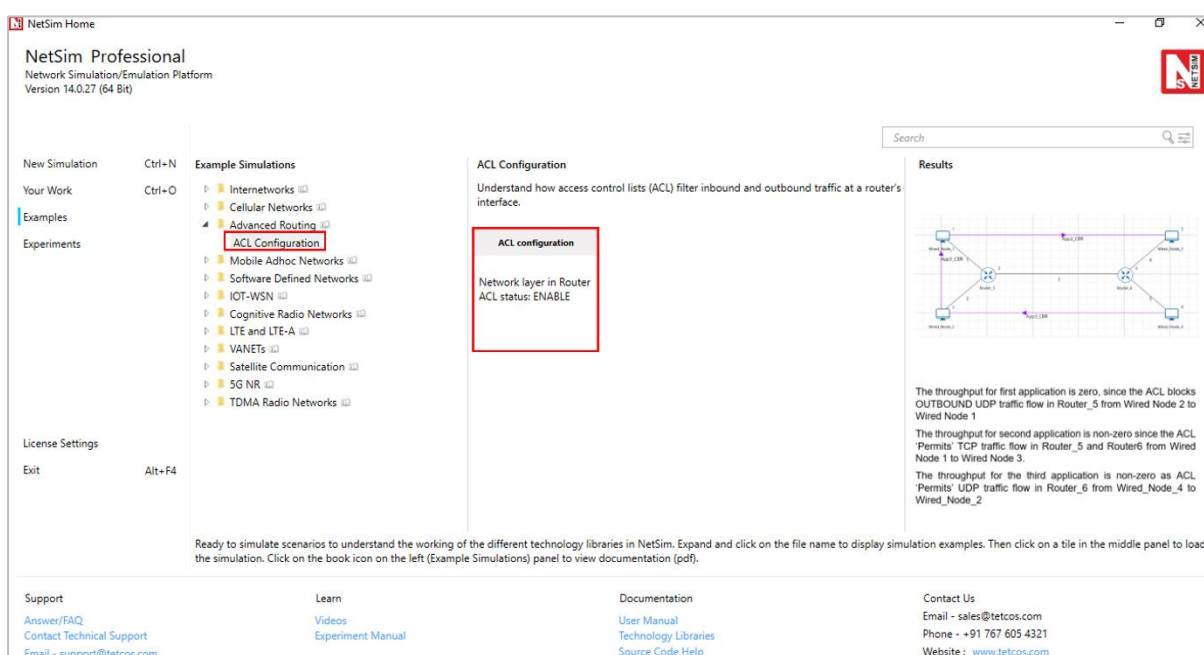 NetSim Home
NetSim Professional
Network Simulation/Emulation Platform
Version 14.0.27 (64 Bit)
NETSIM
Search
New Simulation Ctrl+N
Your Work Ctrl+O
Examples
Experiments
License Settings
Exit Alt+F4
Example Simulations
Internetworks
Cellular Networks
Advanced Routing
ACL Configuration
Mobile Adhoc Networks
Software Defined Networks
IOT-WSN
Cognitive Radio Networks
LTE and LTE-A
VANETs
Satellite Communication
5G NR
TDMA Radio Networks
ACL Configuration
Understand how access control lists (ACL) filter inbound and outbound traffic at a router's
interface.
ACL configuration
Network layer in Router
ACL status: ENABLE
Results
The throughput for first application is zero, since the ACL blocks
OUTBOUND UDP traffic flow in Router_5 from Wired Node 2 to
Wired Node 1
The throughput for second application is non-zero since the ACL
'Permits' TCP traffic flow in Router_5 and Router6 from Wired
Node 1 to Wired Node 3.
The throughput for the third application is non-zero as ACL
'Permits' UDP traffic flow in Router_6 from Wired_Node_4 to
Wired_Node_2
Ready to simulate scenarios to understand the working of the different technology libraries in NetSim. Expand and click on the file name to display simulation examples. Then click on a tile in the middle panel to load
the simulation. Click on the book icon on the left (Example Simulations) panel to view documentation (pdf).
Support
Answer/FAQ
Contact Technical Support
Email - support@tetcos.com
Learn
Videos
Experiment Manual
Documentation
User Manual
Technology Libraries
Source Code Help
Contact Us
Email - sales@tetcos.com
Phone - +91 767 605 4321
Website : www.tetcos.com